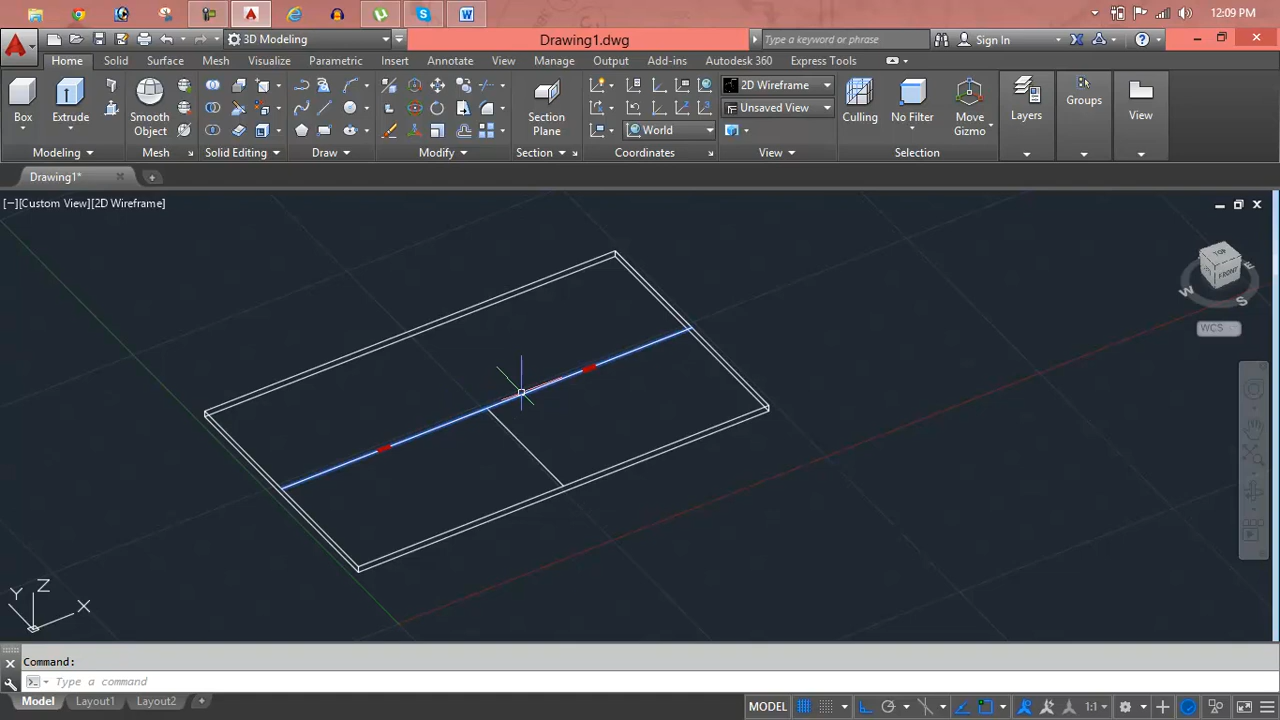 12:09 PM
3D Modeling
Drawing1.dwg
Type a keyword or phrase
Sign In
Home Solid Surface Mesh Visualize Parametric Insert Annotate View Manage Output Add-ins Autodesk 360 Express Tools
2D Wireframe
Unsaved View
World
Box Extrude Smooth Object Section Plane Culling No Filter Move Gizmo Layers Groups View
Modeling Mesh Solid Editing Draw Modify Section Coordinates View Selection
Drawing1*
[−][Custom View][2D Wireframe]
TOP
FRONT
E
W
S
WCS
Y Z X
Command:
Type a command
Model Layout1 Layout2 +
MODEL
1:1